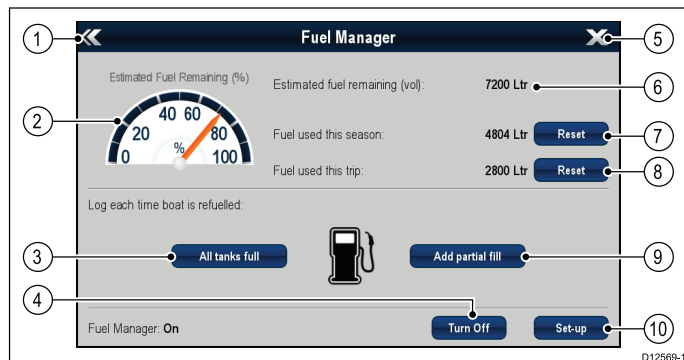 1
Fuel Manager
5
Estimated Fuel Remaining (%)
0 20 40 60 80 100
%
2
Estimated fuel remaining (vol): 7200 Ltr
6
Fuel used this season: 4804 Ltr Reset
7
Fuel used this trip: 2800 Ltr Reset
8
Log each time boat is refuelled:
3
All tanks full
Add partial fill
9
4
Fuel Manager: On
Turn Off
Set-up
10
D12569-1